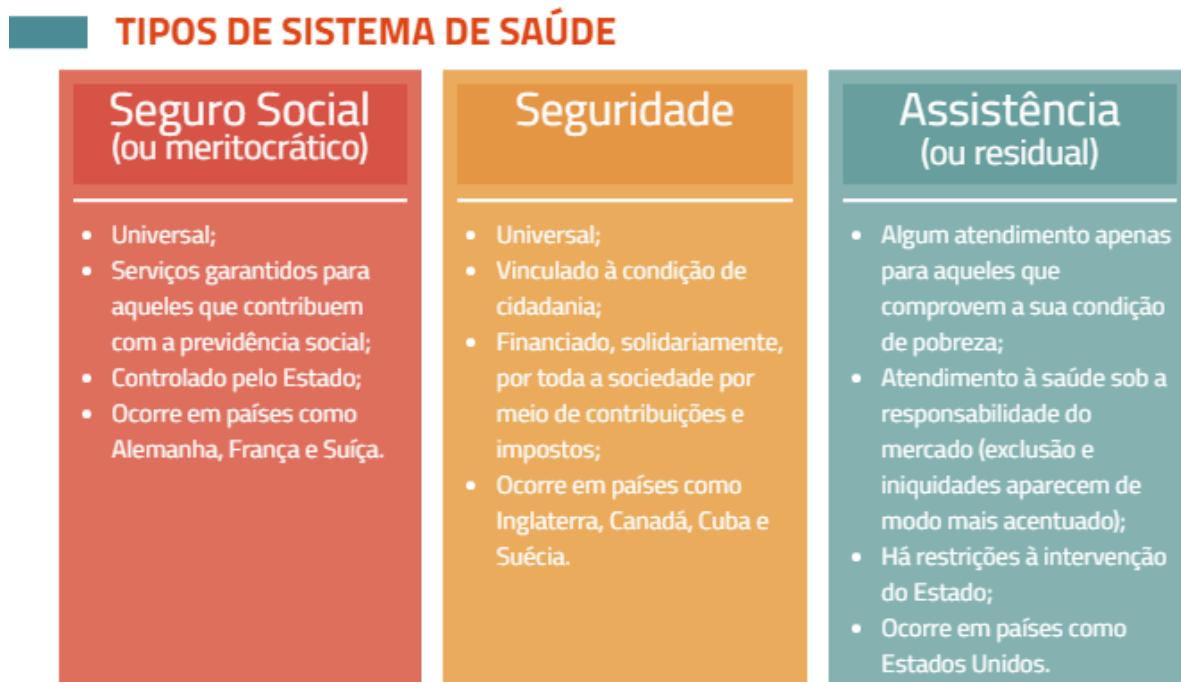 TIPOS DE SISTEMA DE SAÚDE
Seguro Social
(ou meritocrático)
• Universal;
• Serviços garantidos para
aqueles que contribuem
com a previdência social;
• Controlado pelo Estado;
• Ocorre em países como
Alemanha, França e Suíça.
Seguridade
• Universal;
• Vinculado à condição de
cidadania;
• Financiado, solidariamente,
por toda a sociedade por
meio de contribuições e
impostos;
• Ocorre em países como
Inglaterra, Canadá, Cuba e
Suécia.
Assistência
(ou residual)
• Algum atendimento apenas
para aqueles que
comprovem a sua condição
de pobreza;
• Atendimento à saúde sob a
responsabilidade do
mercado (exclusão e
iniquidades aparecem de
modo mais acentuado);
• Há restrições à intervenção
do Estado;
• Ocorre em países como
Estados Unidos.